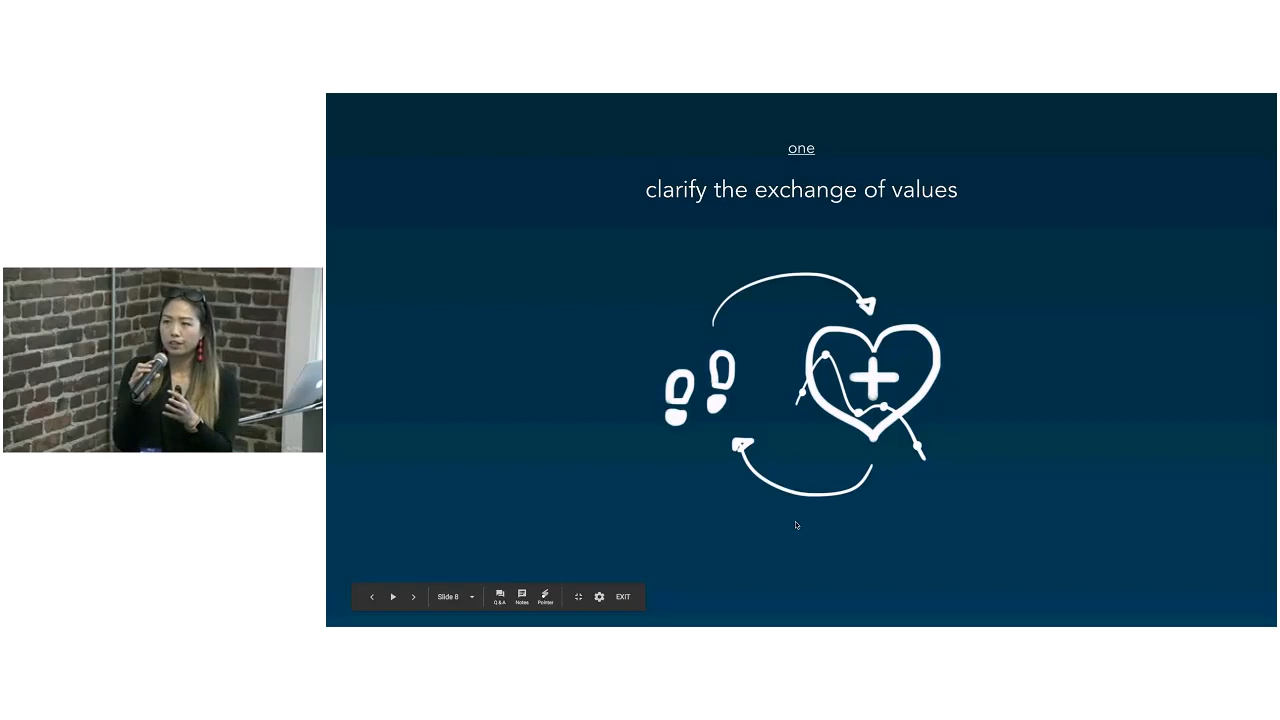 one
clarify the exchange of values
Slide 8
Q&A
Notes
Pointer
EXIT